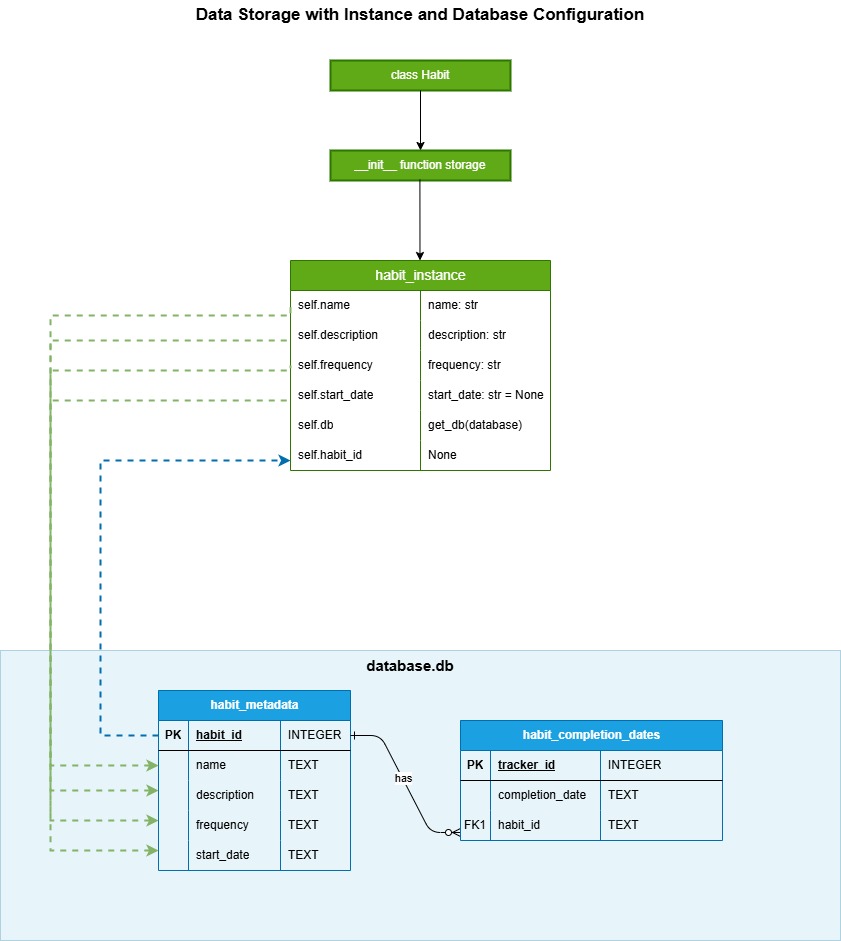 Data Storage with Instance and Database Configuration
class Habit
__init__ function storage
habit_instance
self.name name: str
self.description description: str
self.frequency frequency: str
self.start_date start_date: str = None
self.db get_db(database)
self.habit_id None
database.db
habit_metadata
PK habit_id INTEGER
name TEXT
description TEXT
frequency TEXT
start_date TEXT
has
habit_completion_dates
PK tracker_id INTEGER
completion_date TEXT
FK1 habit_id TEXT